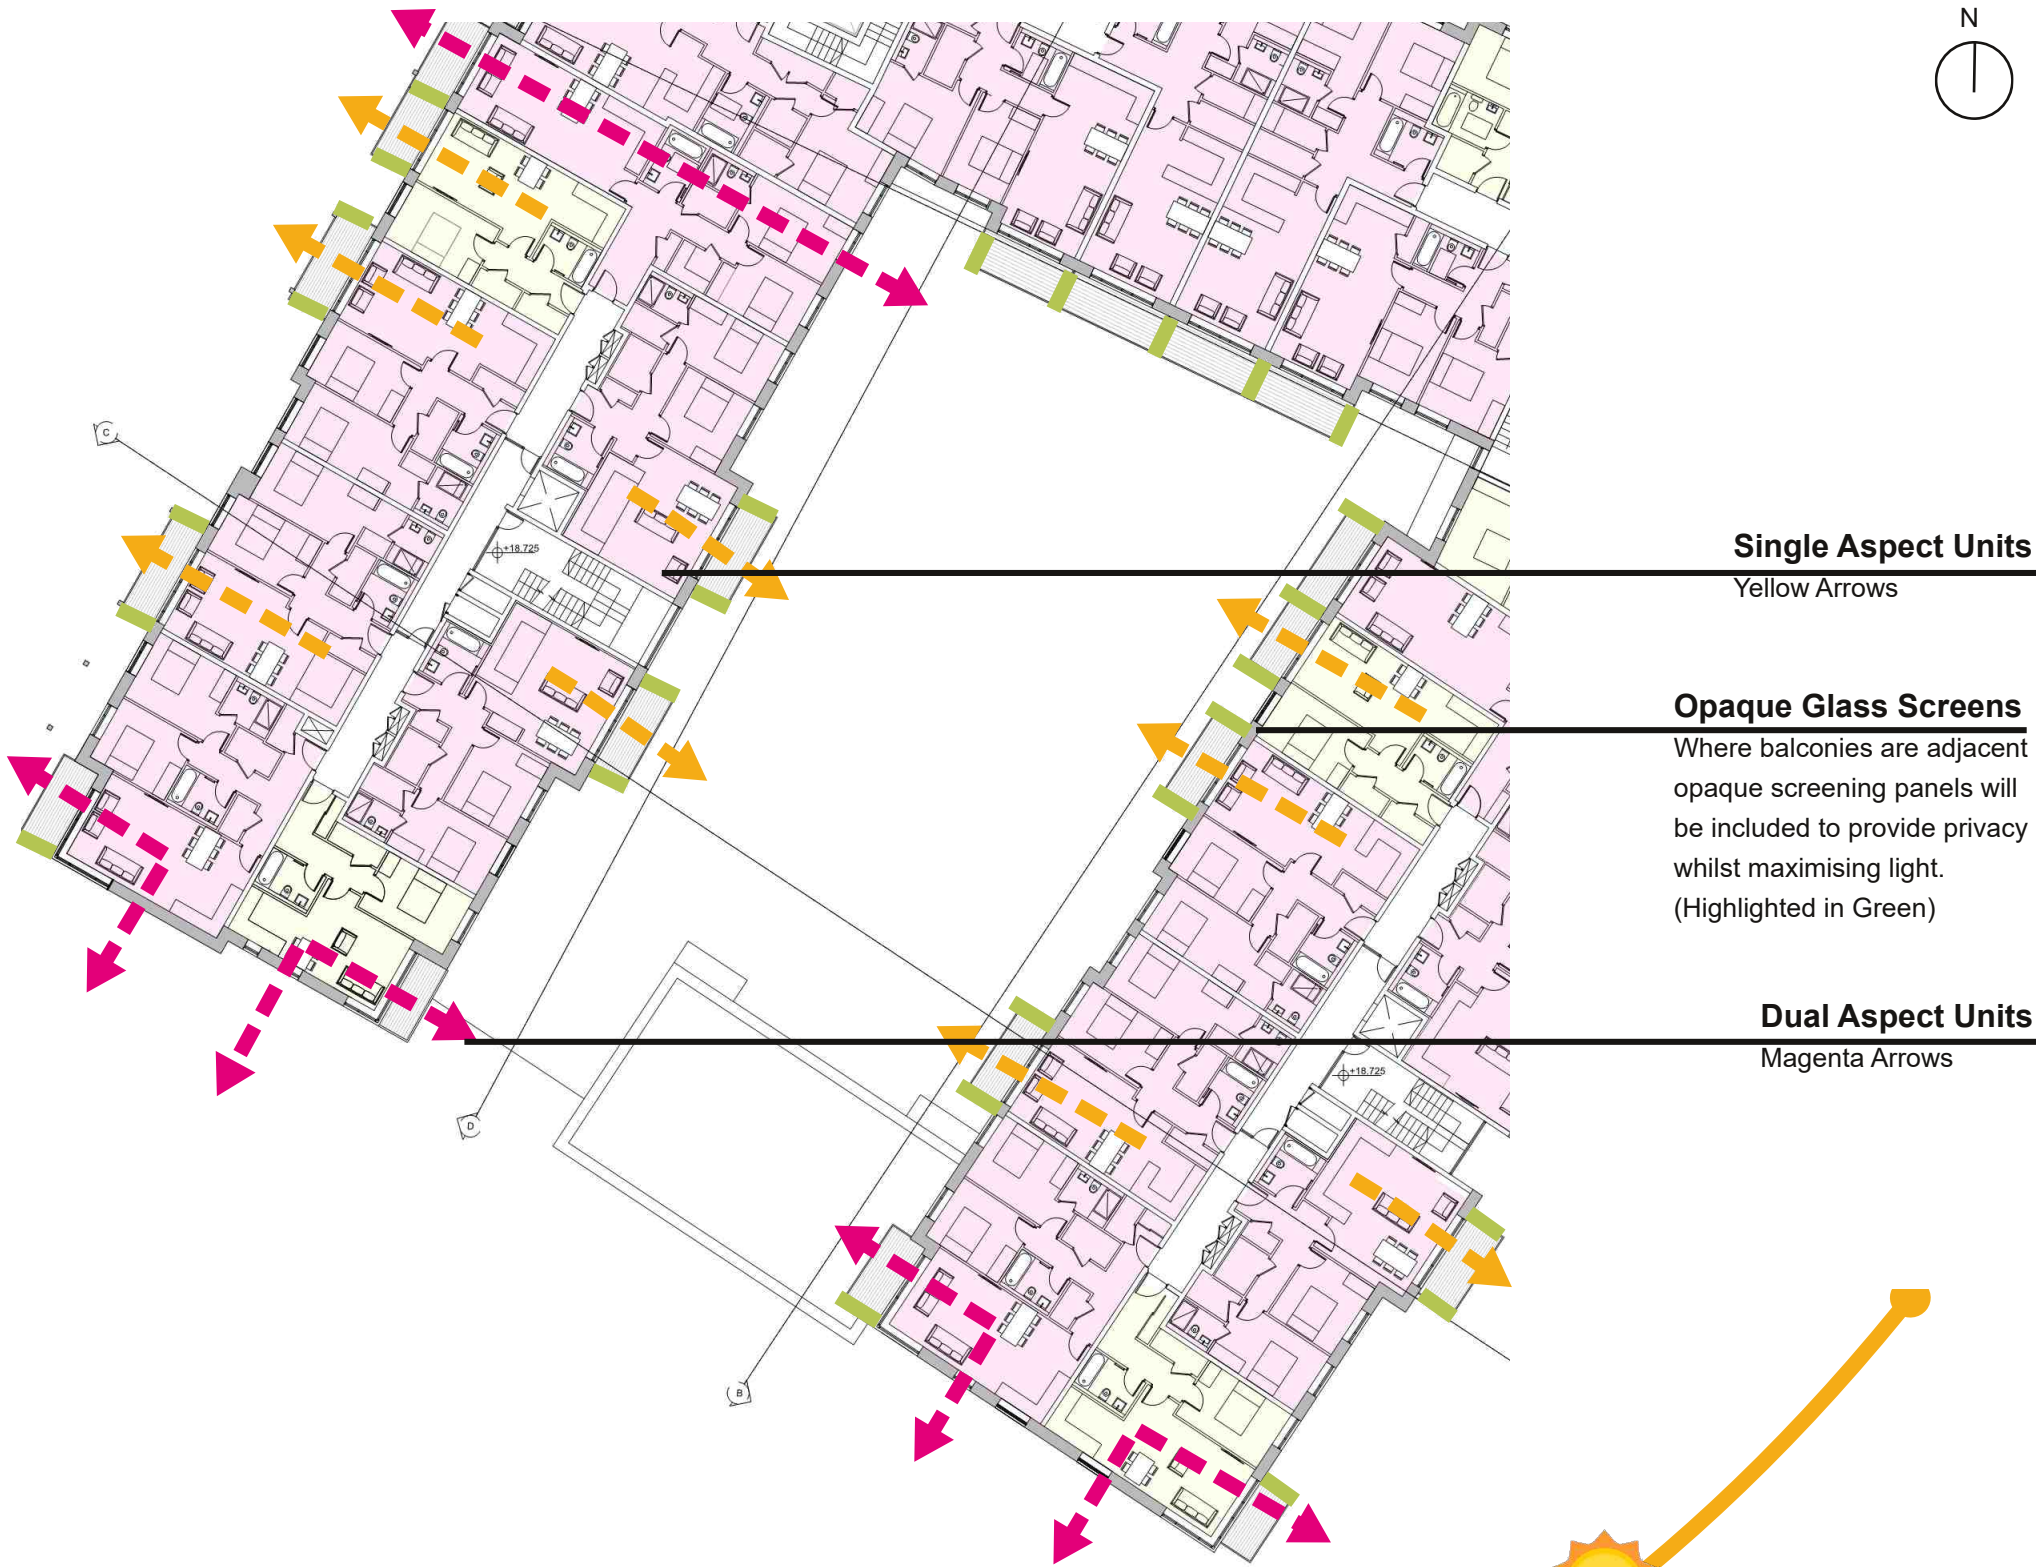 N
C
+18.725
Single Aspect Units
Yellow Arrows
Opaque Glass Screens
Where balconies are adjacent
opaque screening panels will
be included to provide privacy
whilst maximising light.
(Highlighted in Green)
Dual Aspect Units
Magenta Arrows
+18.725
D
B